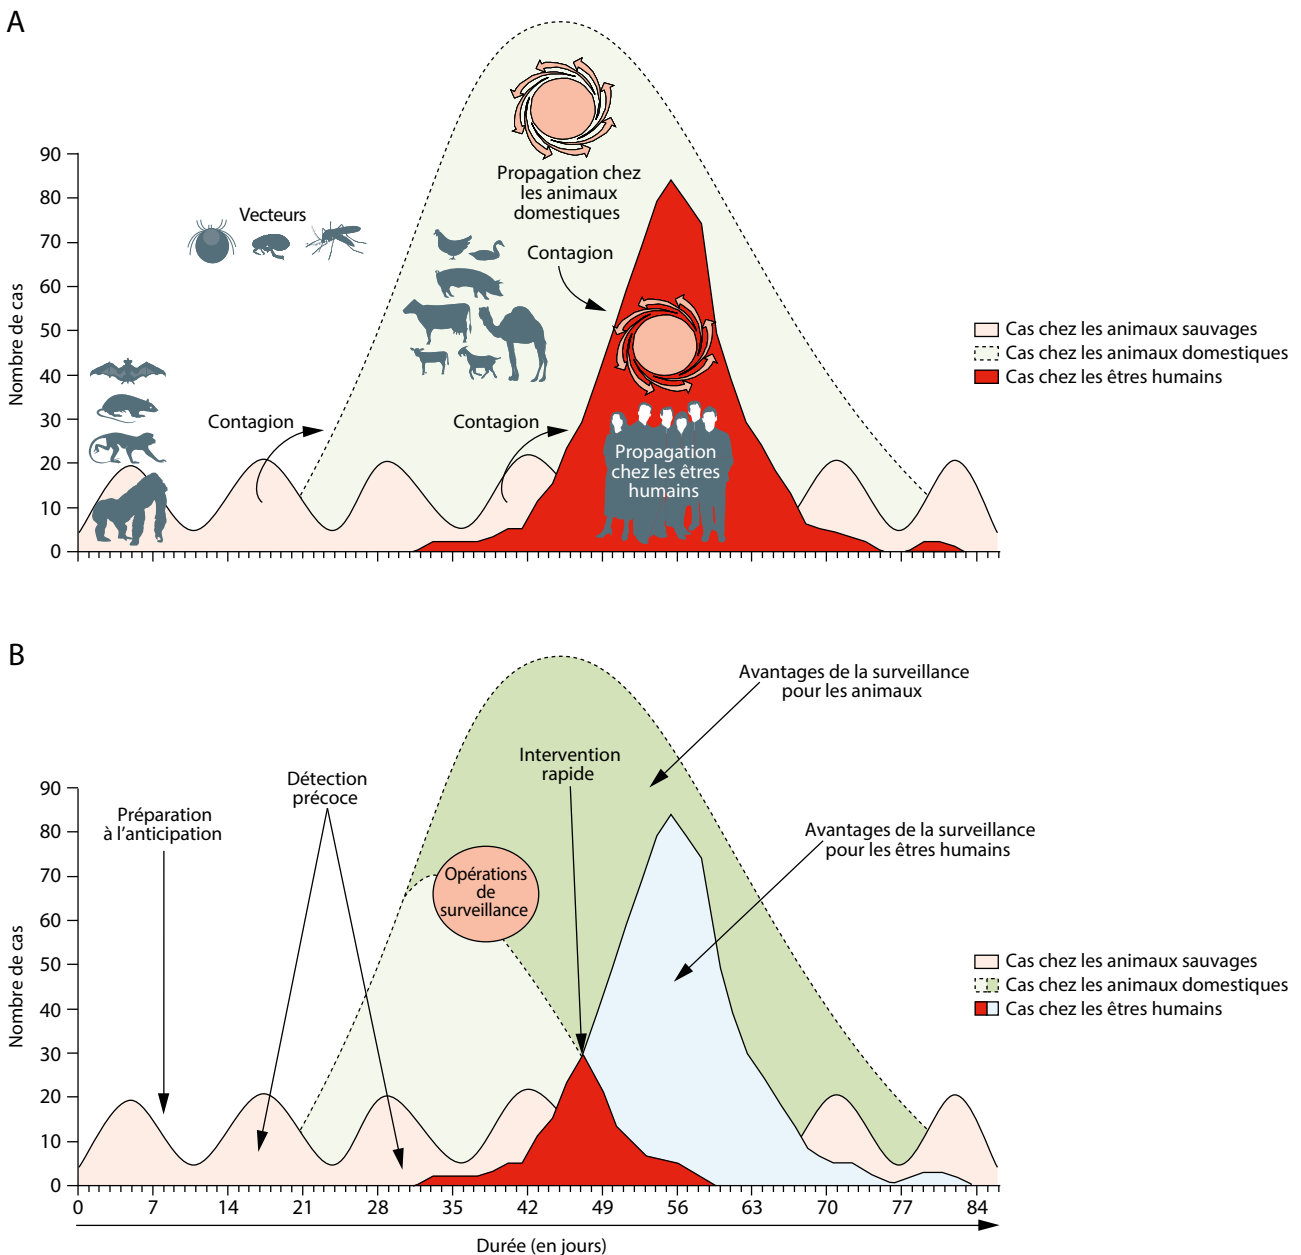 A
Nombre de cas
90
80
70
60
50
40
30
20
10
0
Vecteurs
Propagation chez
les animaux
domestiques
Contagion
Contagion
Contagion
Propagation
chez les êtres
humains
Cas chez les animaux sauvages
Cas chez les animaux domestiques
Cas chez les êtres humains
B
Nombre de cas
90
80
70
60
50
40
30
20
10
0
Préparation
à l’anticipation
Détection
précoce
Opérations
de
surveillance
Intervention
rapide
Avantages de la surveillance
pour les animaux
Avantages de la surveillance
pour les êtres humains
Cas chez les animaux sauvages
Cas chez les animaux domestiques
Cas chez les êtres humains
0 7 14 21 28 35 42 49 56 63 70 77 84
Durée (en jours)